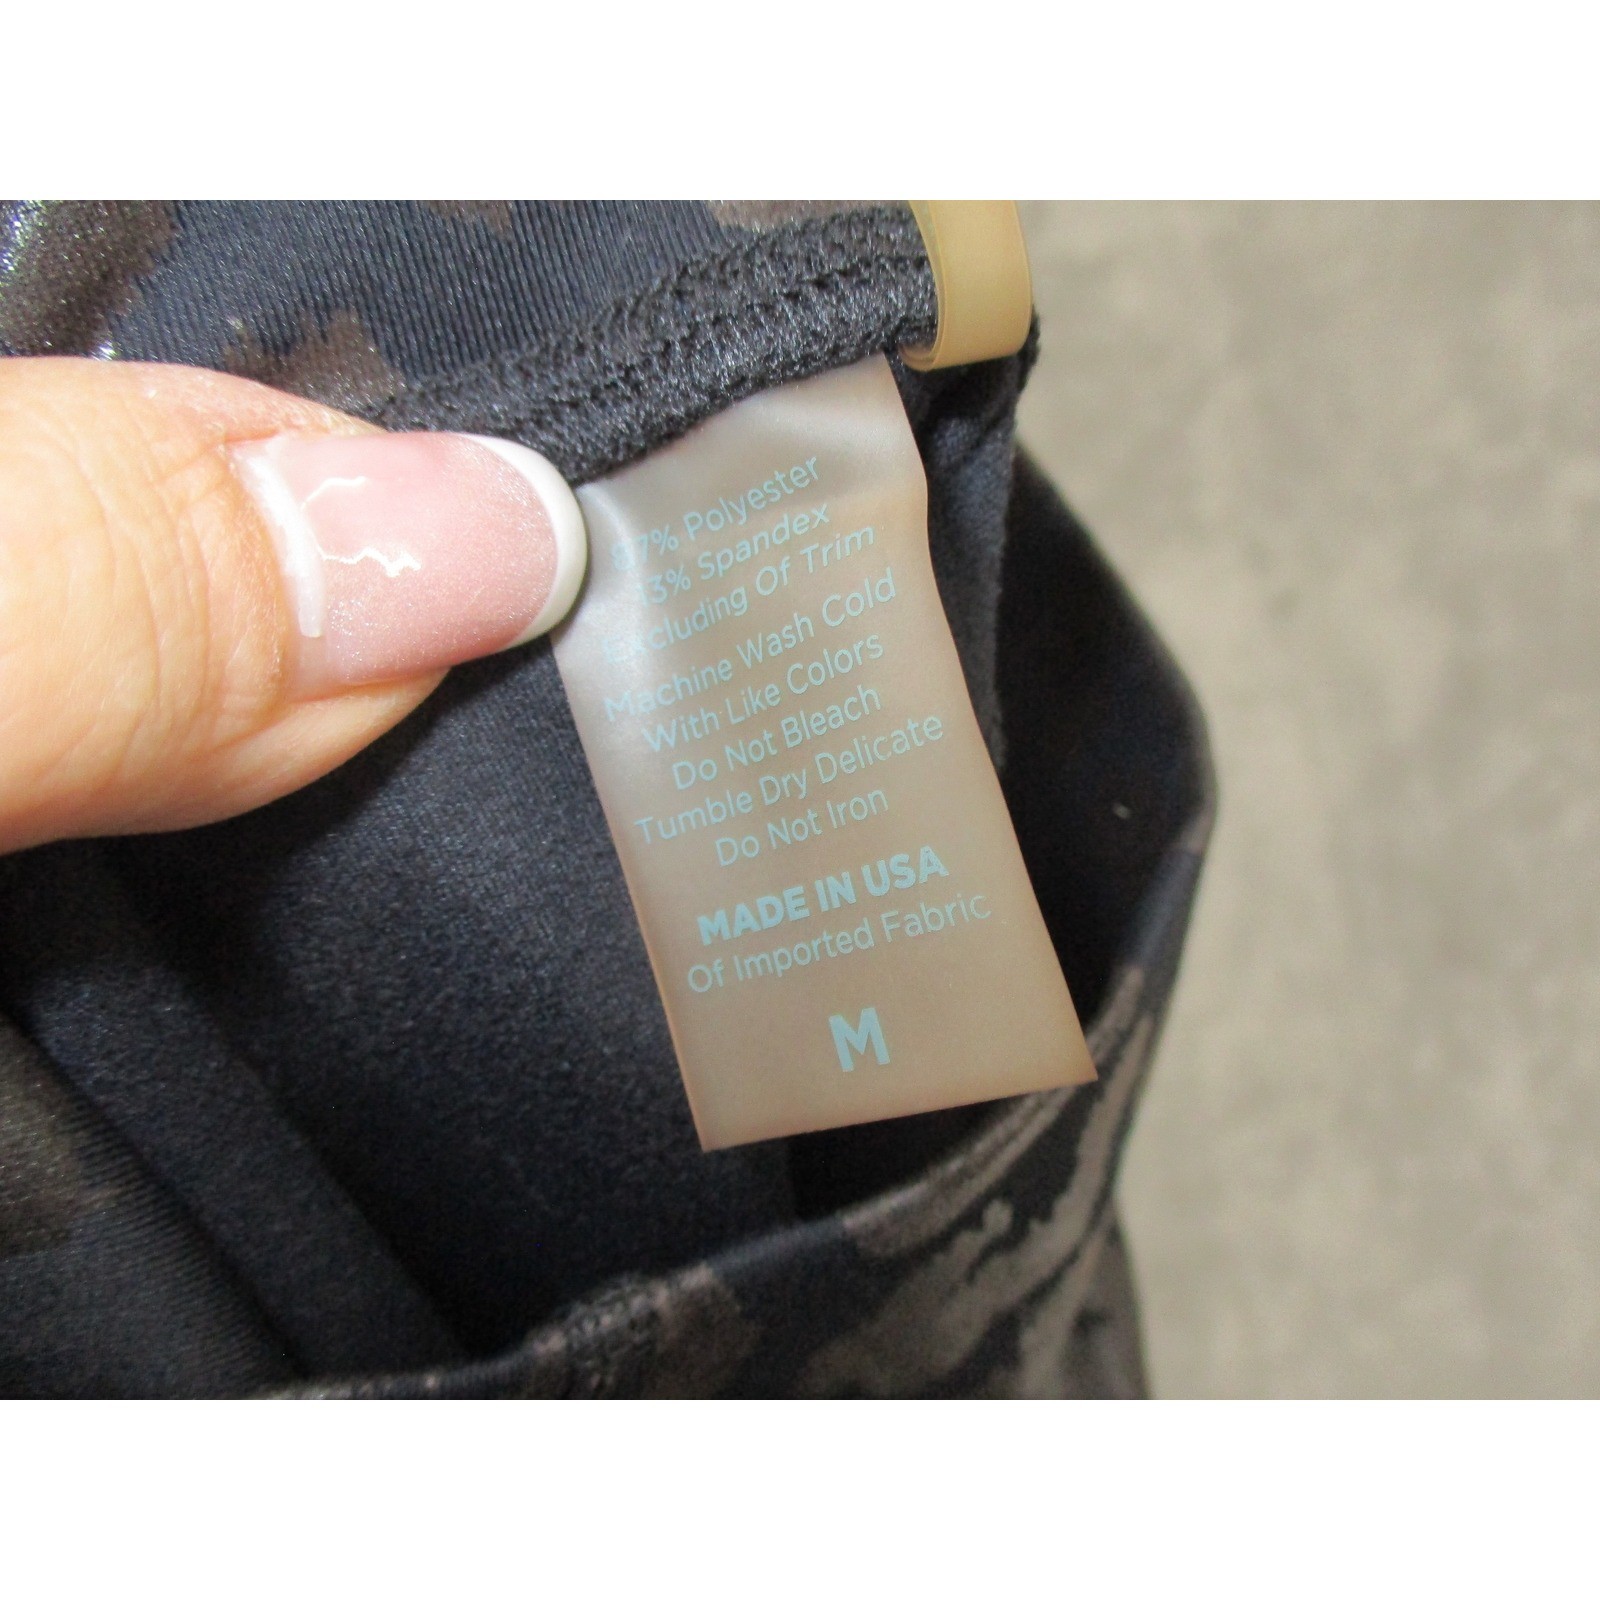 87% Polyester
13% Spandex
Excluding Of Trim
Machine Wash Cold
With Like Colors
Do Not Bleach
Tumble Dry Delicate
Do Not Iron
MADE IN USA
Of Imported Fabric
M